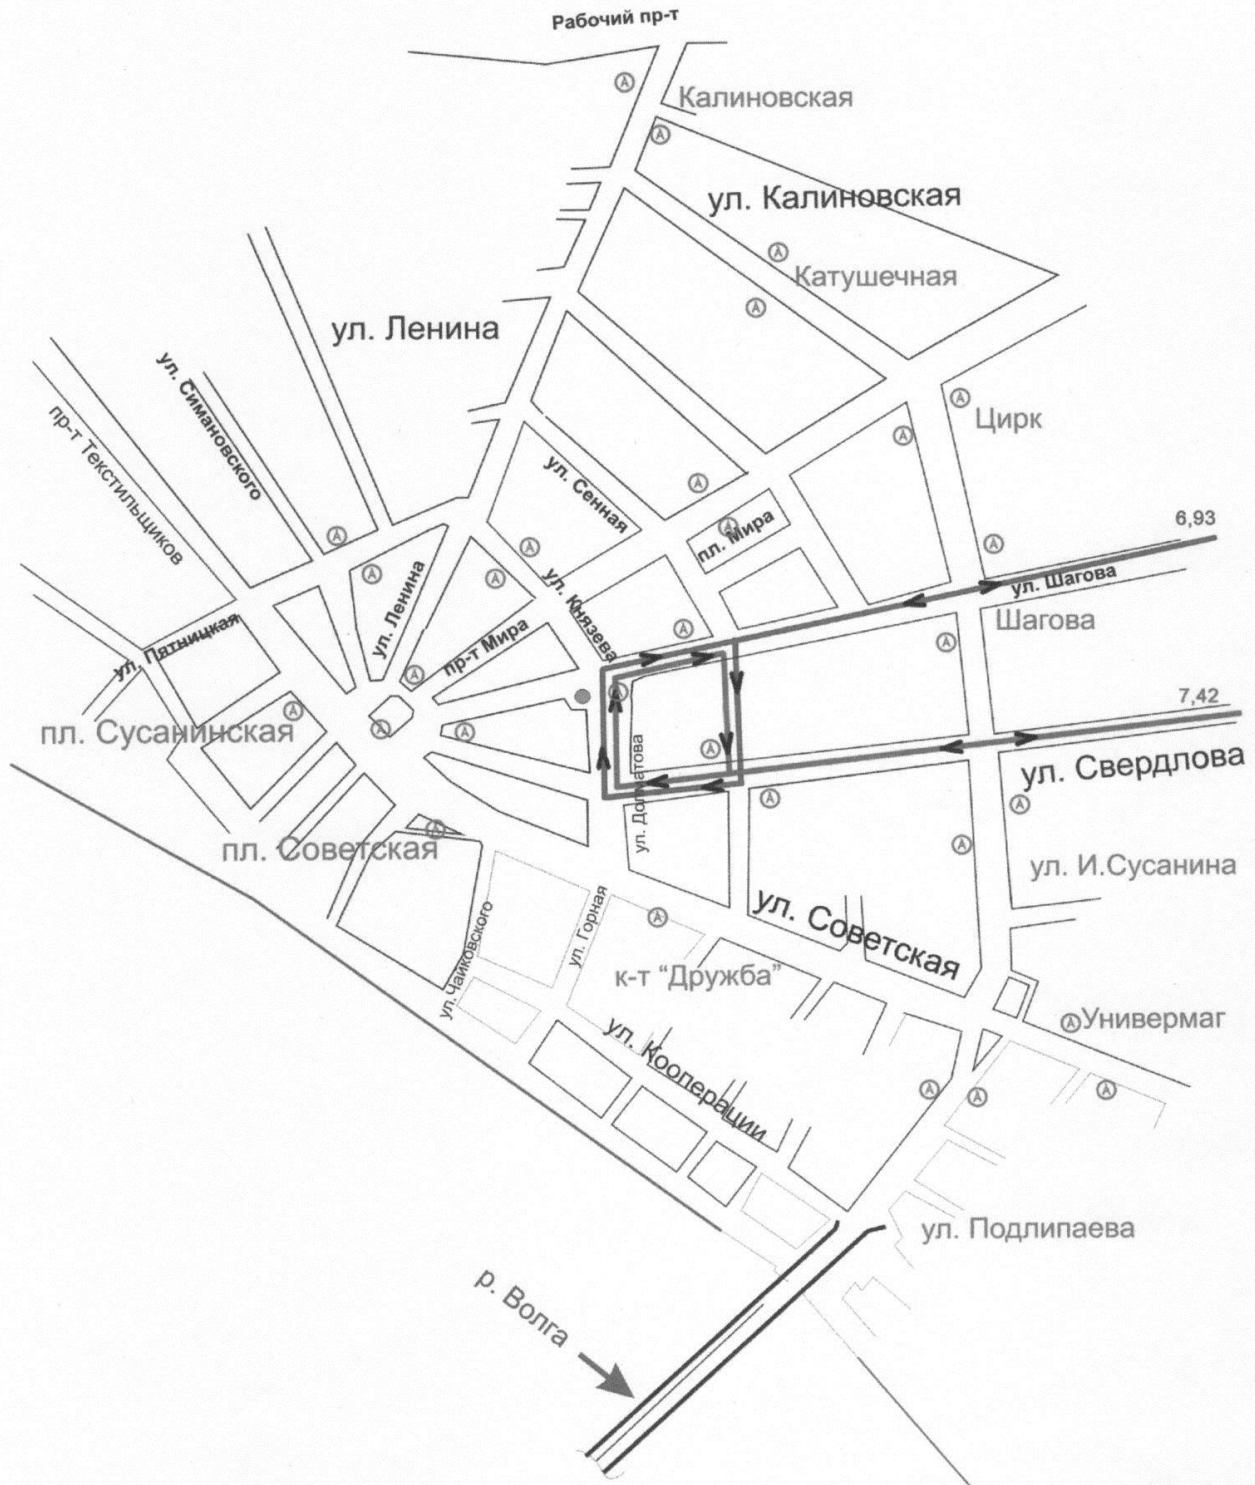 Рабочий пр-т
Калиновская
ул. Калиновская
Катушечная
ул. Ленина
ул. Симановского
пр-т Текстильщиков
Цирк
ул. Сенная
пл. Мира
6,93
ул. Шагова
Шагова
ул. Князева
ул. Ленина
пр-т Мира
ул. Пятницкая
7,42
пл. Сусанинская
ул. Свердлова
ул. Долматова
пл. Советская
ул. И.Сусанина
ул. Советская
ул. Горная
ул. Чайковского
к-т “Дружба”
Универмаг
ул. Кооперации
ул. Подлипаева
р. Волга